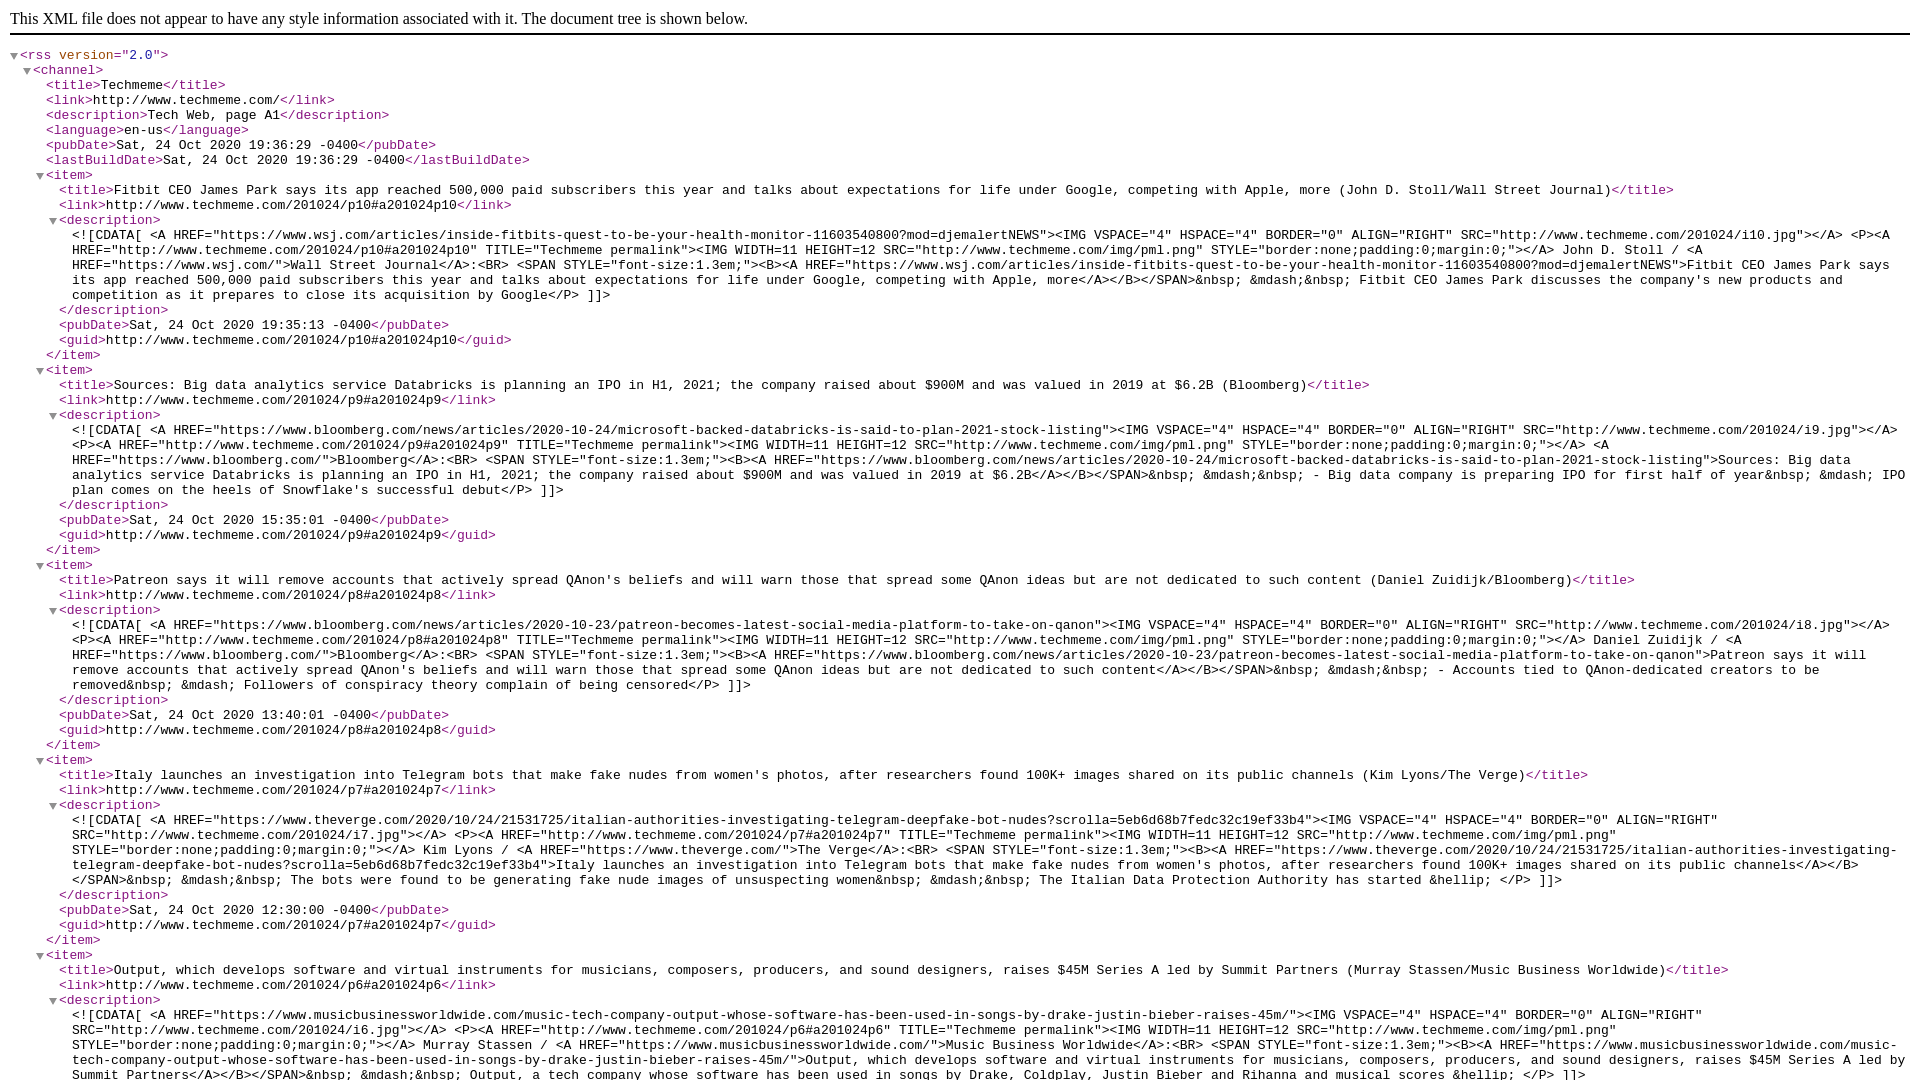 This XML file does not appear to have any style information associated with it. The document tree is shown below.
<rss version="2.0">
<channel>
<title>Techmeme</title>
<link>http://www.techmeme.com/</link>
<description>Tech Web, page A1</description>
<language>en-us</language>
<pubDate>Sat, 24 Oct 2020 19:36:29 -0400</pubDate>
<lastBuildDate>Sat, 24 Oct 2020 19:36:29 -0400</lastBuildDate>
<item>
<title>Fitbit CEO James Park says its app reached 500,000 paid subscribers this year and talks about expectations for life under Google, competing with Apple, more (John D. Stoll/Wall Street Journal)</title>
<link>http://www.techmeme.com/201024/p10#a201024p10</link>
<description>
<![CDATA[ <A HREF="https://www.wsj.com/articles/inside-fitbits-quest-to-be-your-health-monitor-11603540800?mod=djemalertNEWS"><IMG VSPACE="4" HSPACE="4" BORDER="0" ALIGN="RIGHT" SRC="http://www.techmeme.com/201024/i10.jpg"></A> <P><A
HREF="http://www.techmeme.com/201024/p10#a201024p10" TITLE="Techmeme permalink"><IMG WIDTH=11 HEIGHT=12 SRC="http://www.techmeme.com/img/pml.png" STYLE="border:none;padding:0;margin:0;"></A> John D. Stoll / <A
HREF="https://www.wsj.com/">Wall Street Journal</A>:<BR> <SPAN STYLE="font-size:1.3em;"><B><A HREF="https://www.wsj.com/articles/inside-fitbits-quest-to-be-your-health-monitor-11603540800?mod=djemalertNEWS">Fitbit CEO James Park says
its app reached 500,000 paid subscribers this year and talks about expectations for life under Google, competing with Apple, more</A></B></SPAN>&nbsp; &mdash;&nbsp; Fitbit CEO James Park discusses the company's new products and
competition as it prepares to close its acquisition by Google</P> ]]>
</description>
<pubDate>Sat, 24 Oct 2020 19:35:13 -0400</pubDate>
<guid>http://www.techmeme.com/201024/p10#a201024p10</guid>
</item>
<item>
<title>Sources: Big data analytics service Databricks is planning an IPO in H1, 2021; the company raised about $900M and was valued in 2019 at $6.2B (Bloomberg)</title>
<link>http://www.techmeme.com/201024/p9#a201024p9</link>
<description>
<![CDATA[ <A HREF="https://www.bloomberg.com/news/articles/2020-10-24/microsoft-backed-databricks-is-said-to-plan-2021-stock-listing"><IMG VSPACE="4" HSPACE="4" BORDER="0" ALIGN="RIGHT" SRC="http://www.techmeme.com/201024/i9.jpg"></A>
<P><A HREF="http://www.techmeme.com/201024/p9#a201024p9" TITLE="Techmeme permalink"><IMG WIDTH=11 HEIGHT=12 SRC="http://www.techmeme.com/img/pml.png" STYLE="border:none;padding:0;margin:0;"></A> <A
HREF="https://www.bloomberg.com/">Bloomberg</A>:<BR> <SPAN STYLE="font-size:1.3em;"><B><A HREF="https://www.bloomberg.com/news/articles/2020-10-24/microsoft-backed-databricks-is-said-to-plan-2021-stock-listing">Sources: Big data
analytics service Databricks is planning an IPO in H1, 2021; the company raised about $900M and was valued in 2019 at $6.2B</A></B></SPAN>&nbsp; &mdash;&nbsp; - Big data company is preparing IPO for first half of year&nbsp; &mdash; IPO
plan comes on the heels of Snowflake's successful debut</P> ]]>
</description>
<pubDate>Sat, 24 Oct 2020 15:35:01 -0400</pubDate>
<guid>http://www.techmeme.com/201024/p9#a201024p9</guid>
</item>
<item>
<title>Patreon says it will remove accounts that actively spread QAnon's beliefs and will warn those that spread some QAnon ideas but are not dedicated to such content (Daniel Zuidijk/Bloomberg)</title>
<link>http://www.techmeme.com/201024/p8#a201024p8</link>
<description>
<![CDATA[ <A HREF="https://www.bloomberg.com/news/articles/2020-10-23/patreon-becomes-latest-social-media-platform-to-take-on-qanon"><IMG VSPACE="4" HSPACE="4" BORDER="0" ALIGN="RIGHT" SRC="http://www.techmeme.com/201024/i8.jpg"></A>
<P><A HREF="http://www.techmeme.com/201024/p8#a201024p8" TITLE="Techmeme permalink"><IMG WIDTH=11 HEIGHT=12 SRC="http://www.techmeme.com/img/pml.png" STYLE="border:none;padding:0;margin:0;"></A> Daniel Zuidijk / <A
HREF="https://www.bloomberg.com/">Bloomberg</A>:<BR> <SPAN STYLE="font-size:1.3em;"><B><A HREF="https://www.bloomberg.com/news/articles/2020-10-23/patreon-becomes-latest-social-media-platform-to-take-on-qanon">Patreon says it will
remove accounts that actively spread QAnon's beliefs and will warn those that spread some QAnon ideas but are not dedicated to such content</A></B></SPAN>&nbsp; &mdash;&nbsp; - Accounts tied to QAnon-dedicated creators to be
removed&nbsp; &mdash; Followers of conspiracy theory complain of being censored</P> ]]>
</description>
<pubDate>Sat, 24 Oct 2020 13:40:01 -0400</pubDate>
<guid>http://www.techmeme.com/201024/p8#a201024p8</guid>
</item>
<item>
<title>Italy launches an investigation into Telegram bots that make fake nudes from women's photos, after researchers found 100K+ images shared on its public channels (Kim Lyons/The Verge)</title>
<link>http://www.techmeme.com/201024/p7#a201024p7</link>
<description>
<![CDATA[ <A HREF="https://www.theverge.com/2020/10/24/21531725/italian-authorities-investigating-telegram-deepfake-bot-nudes?scrolla=5eb6d68b7fedc32c19ef33b4"><IMG VSPACE="4" HSPACE="4" BORDER="0" ALIGN="RIGHT"
SRC="http://www.techmeme.com/201024/i7.jpg"></A> <P><A HREF="http://www.techmeme.com/201024/p7#a201024p7" TITLE="Techmeme permalink"><IMG WIDTH=11 HEIGHT=12 SRC="http://www.techmeme.com/img/pml.png"
STYLE="border:none;padding:0;margin:0;"></A> Kim Lyons / <A HREF="https://www.theverge.com/">The Verge</A>:<BR> <SPAN STYLE="font-size:1.3em;"><B><A HREF="https://www.theverge.com/2020/10/24/21531725/italian-authorities-investigating-
telegram-deepfake-bot-nudes?scrolla=5eb6d68b7fedc32c19ef33b4">Italy launches an investigation into Telegram bots that make fake nudes from women's photos, after researchers found 100K+ images shared on its public channels</A></B>
</SPAN>&nbsp; &mdash;&nbsp; The bots were found to be generating fake nude images of unsuspecting women&nbsp; &mdash;&nbsp; The Italian Data Protection Authority has started &hellip; </P> ]]>
</description>
<pubDate>Sat, 24 Oct 2020 12:30:00 -0400</pubDate>
<guid>http://www.techmeme.com/201024/p7#a201024p7</guid>
</item>
<item>
<title>Output, which develops software and virtual instruments for musicians, composers, producers, and sound designers, raises $45M Series A led by Summit Partners (Murray Stassen/Music Business Worldwide)</title>
<link>http://www.techmeme.com/201024/p6#a201024p6</link>
<description>
<![CDATA[ <A HREF="https://www.musicbusinessworldwide.com/music-tech-company-output-whose-software-has-been-used-in-songs-by-drake-justin-bieber-raises-45m/"><IMG VSPACE="4" HSPACE="4" BORDER="0" ALIGN="RIGHT"
SRC="http://www.techmeme.com/201024/i6.jpg"></A> <P><A HREF="http://www.techmeme.com/201024/p6#a201024p6" TITLE="Techmeme permalink"><IMG WIDTH=11 HEIGHT=12 SRC="http://www.techmeme.com/img/pml.png"
STYLE="border:none;padding:0;margin:0;"></A> Murray Stassen / <A HREF="https://www.musicbusinessworldwide.com/">Music Business Worldwide</A>:<BR> <SPAN STYLE="font-size:1.3em;"><B><A HREF="https://www.musicbusinessworldwide.com/music-
tech-company-output-whose-software-has-been-used-in-songs-by-drake-justin-bieber-raises-45m/">Output, which develops software and virtual instruments for musicians, composers, producers, and sound designers, raises $45M Series A led by
Summit Partners</A></B></SPAN>&nbsp; &mdash;&nbsp; Output, a tech company whose software has been used in songs by Drake, Coldplay, Justin Bieber and Rihanna and musical scores &hellip; </P> ]]>